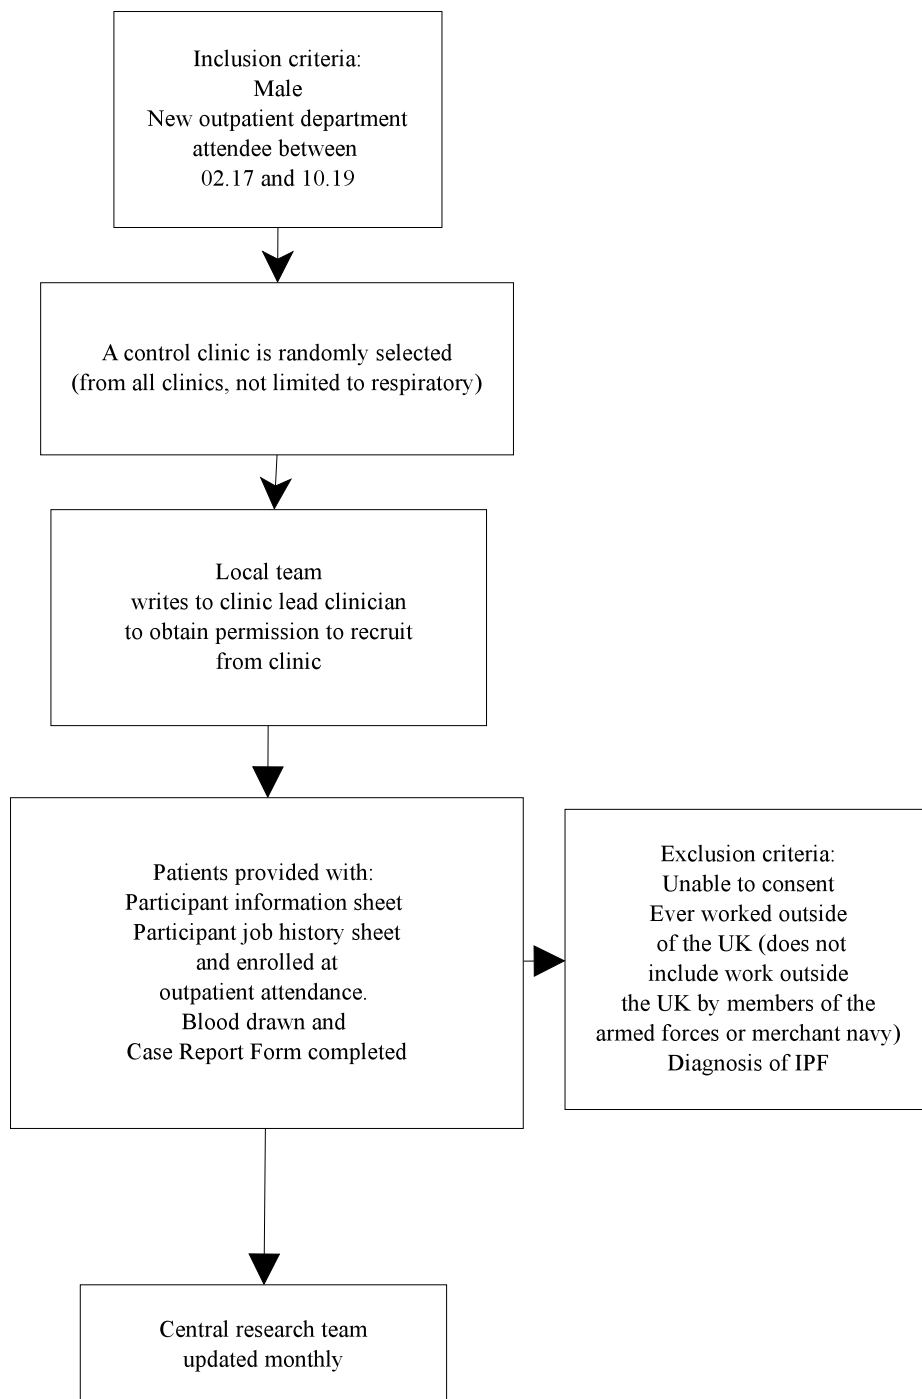 Inclusion criteria:
Male
New outpatient department
attendee between
02.17 and 10.19
A control clinic is randomly selected
(from all clinics, not limited to respiratory)
Local team
writes to clinic lead clinician
to obtain permission to recruit
from clinic
Patients provided with:
Participant information sheet
Participant job history sheet
and enrolled at
outpatient attendance.
Blood drawn and
Case Report Form completed
Exclusion criteria:
Unable to consent
Ever worked outside
of the UK (does not
include work outside
the UK by members of the
armed forces or merchant navy)
Diagnosis of IPF
Central research team
updated monthly